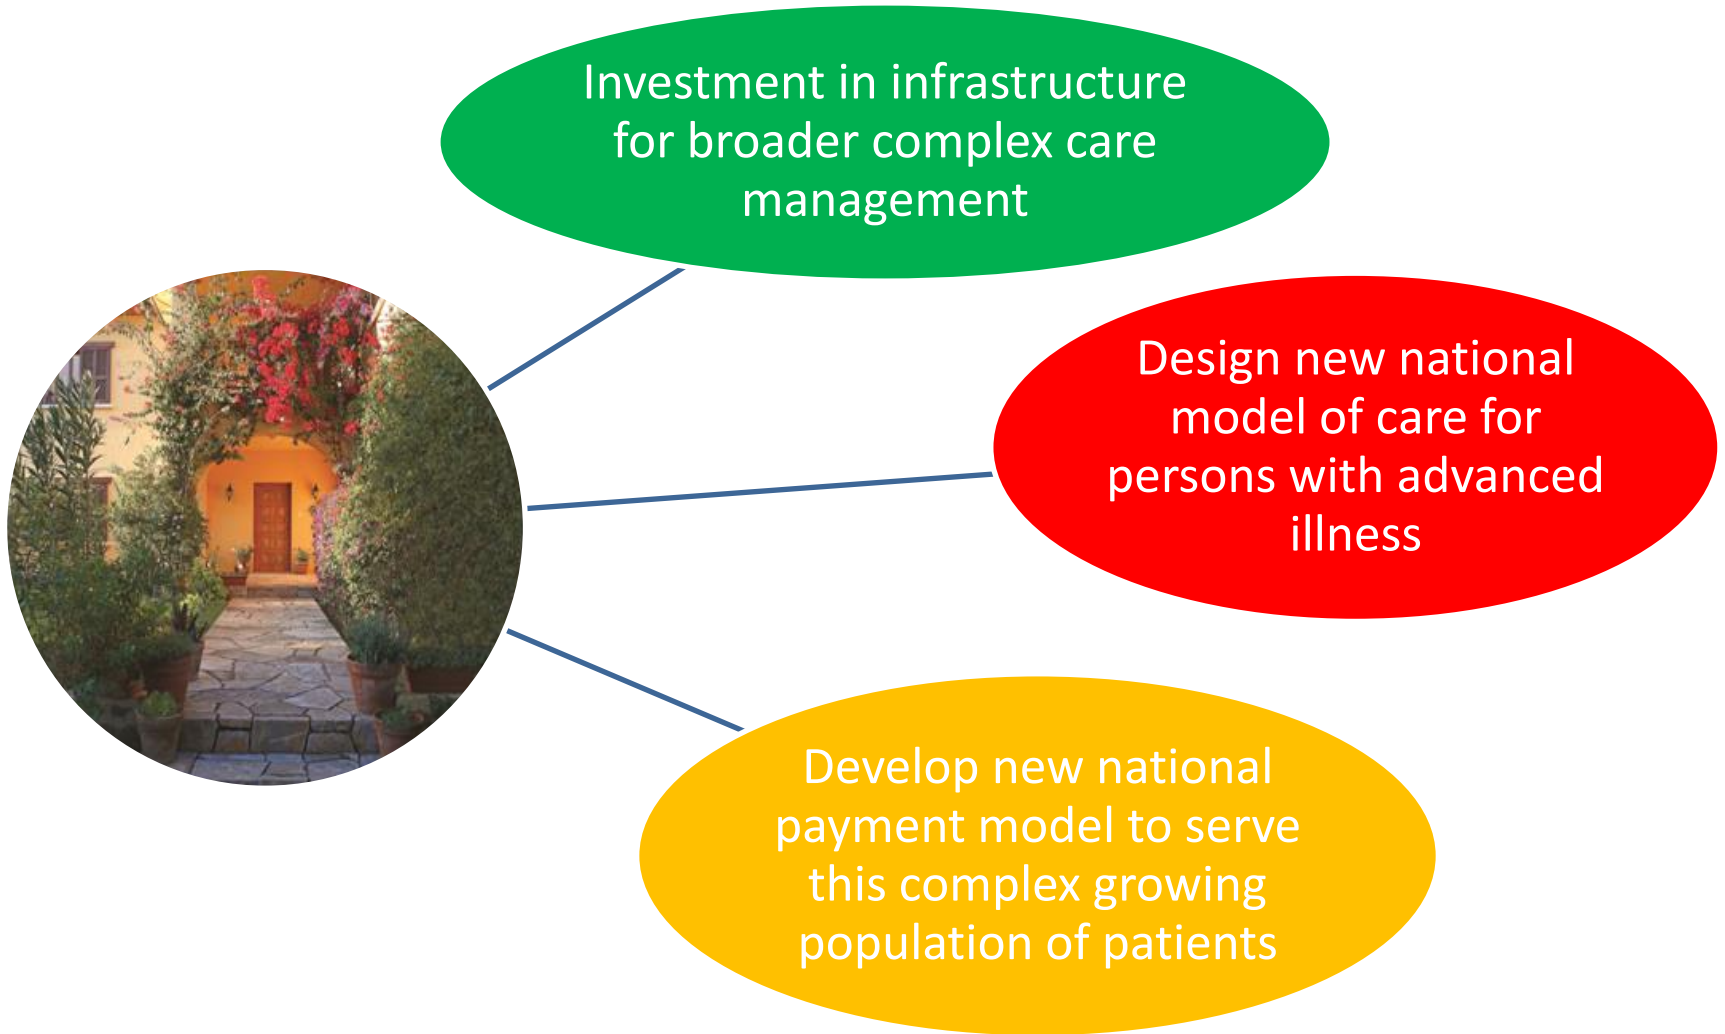 Investment in infrastructure
for broader complex care
management
Design new national
model of care for
persons with advanced
illness
Develop new national
payment model to serve
this complex growing
population of patients